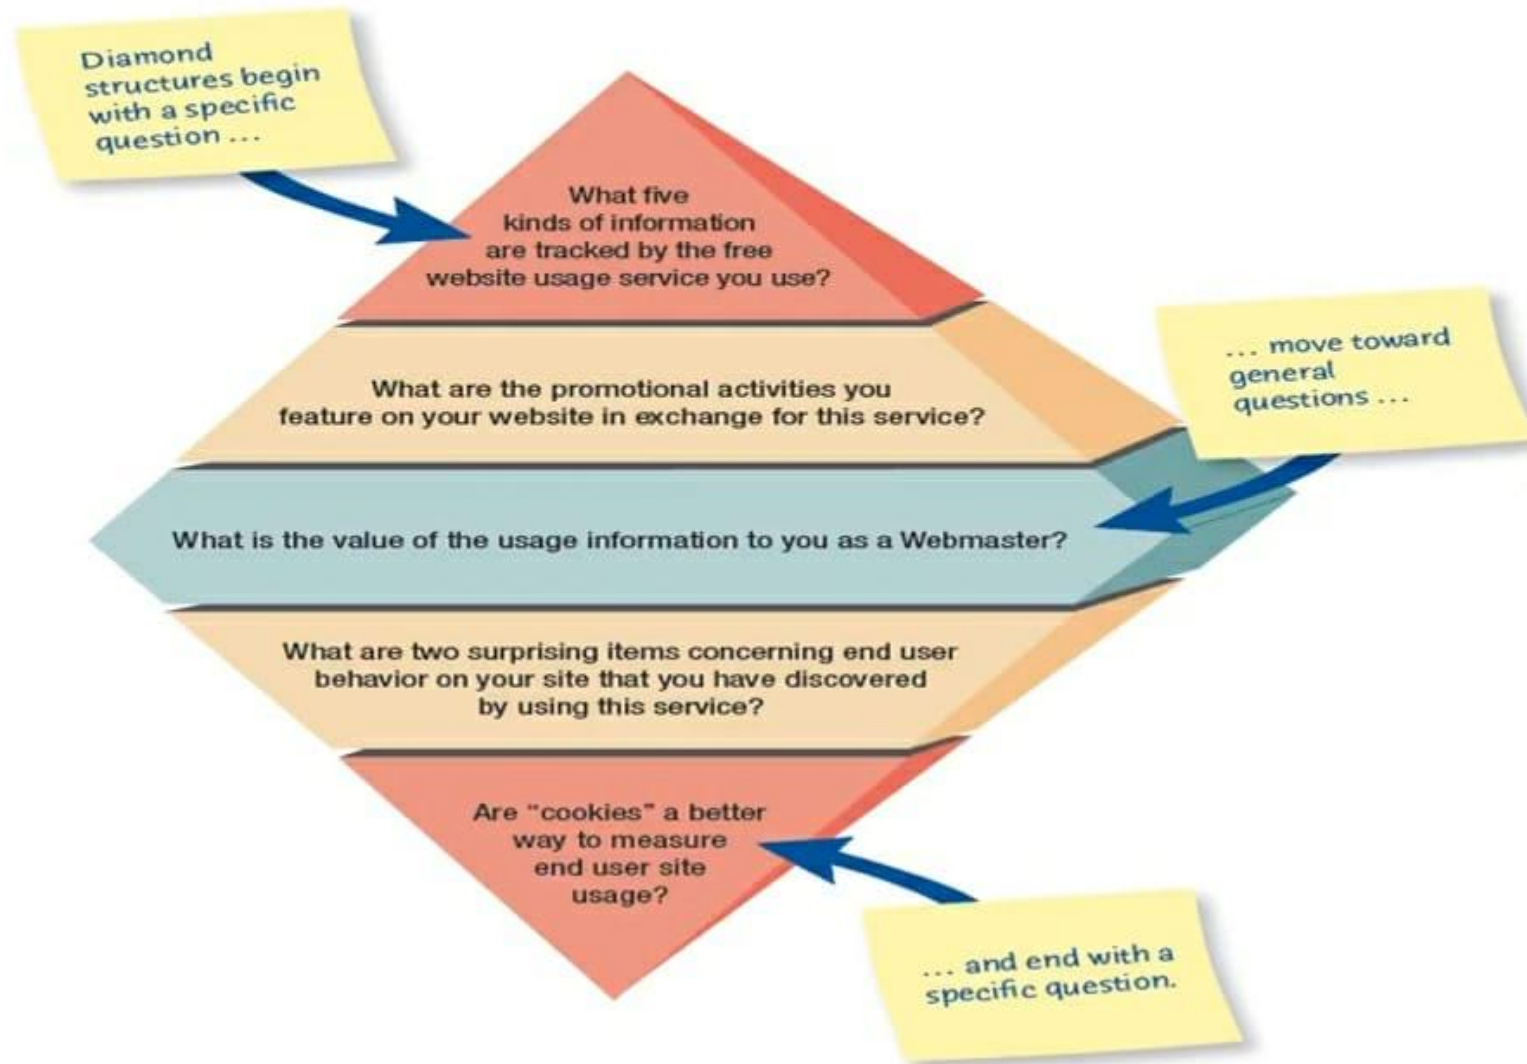 Diamond
structures begin
with a specific
question ...
What five
kinds of information
are tracked by the free
website usage service you use?
... move toward
general
questions ...
What are the promotional activities you
feature on your website in exchange for this service?
What is the value of the usage information to you as a Webmaster?
What are two surprising items concerning end user
behavior on your site that you have discovered
by using this service?
Are “cookies” a better
way to measure
end user site
usage?
... and end with a
specific question.